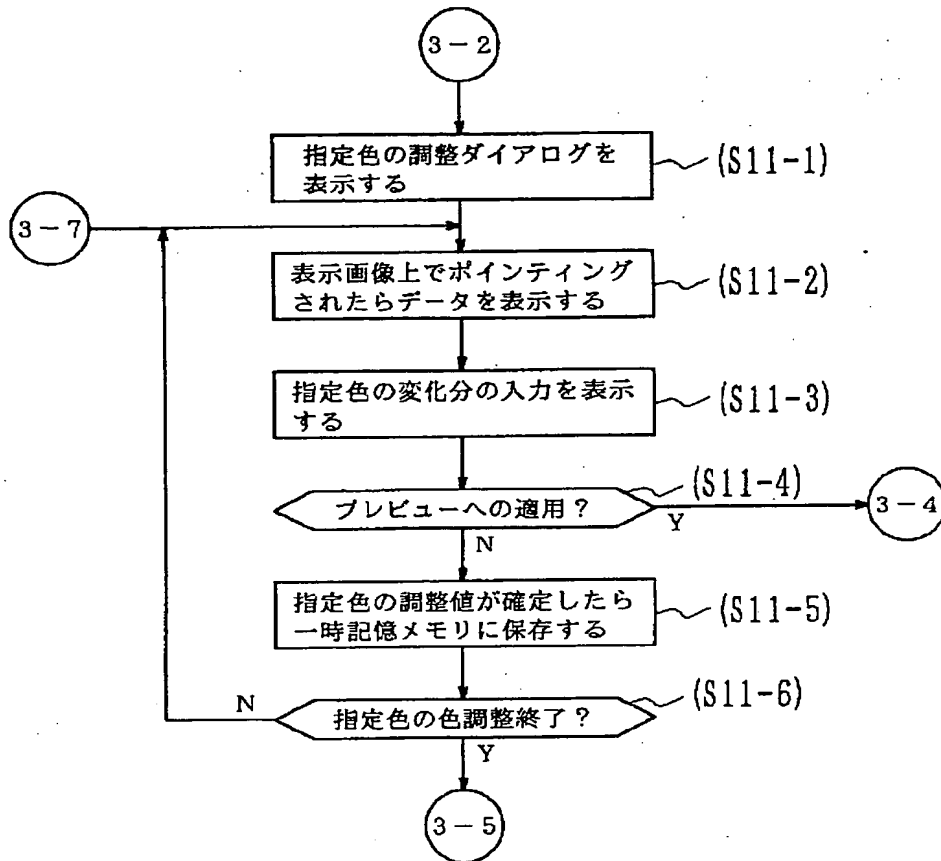 3-2
指定色の調整ダイアログを
表示する
(S11-1)
3-7
表示画像上でポインティング
されたらデータを表示する
(S11-2)
指定色の変化分の入力を表示
する
(S11-3)
プレビューへの適用?
(S11-4)
Y
3-4
N
指定色の調整値が確定したら
一時記憶メモリに保存する
(S11-5)
N
指定色の色調整終了?
(S11-6)
Y
3-5